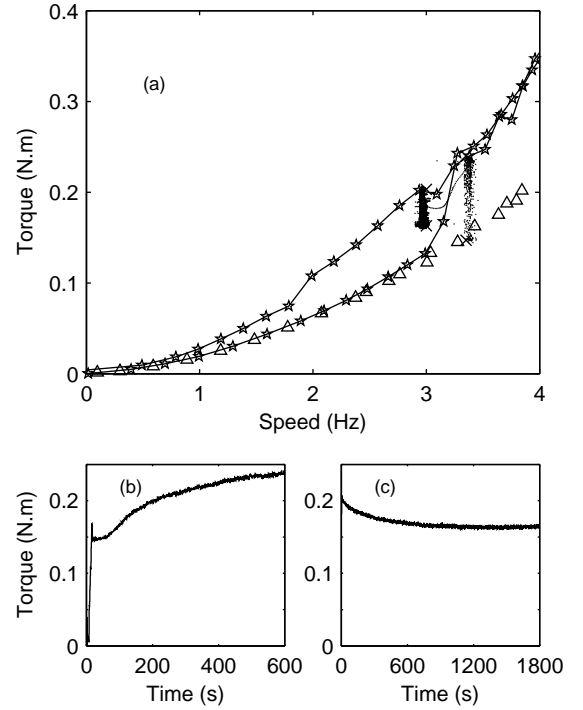 0.4
(a)
0.3
Torque (N.m)
0.2
0.1
0
0 1 2 3 4
Speed (Hz)
(b) (c)
0.2 0.2
Torque (N.m)
0.1 0.1
0 0
0 200 400 600 0 600 1200 1800
Time (s) Time (s)